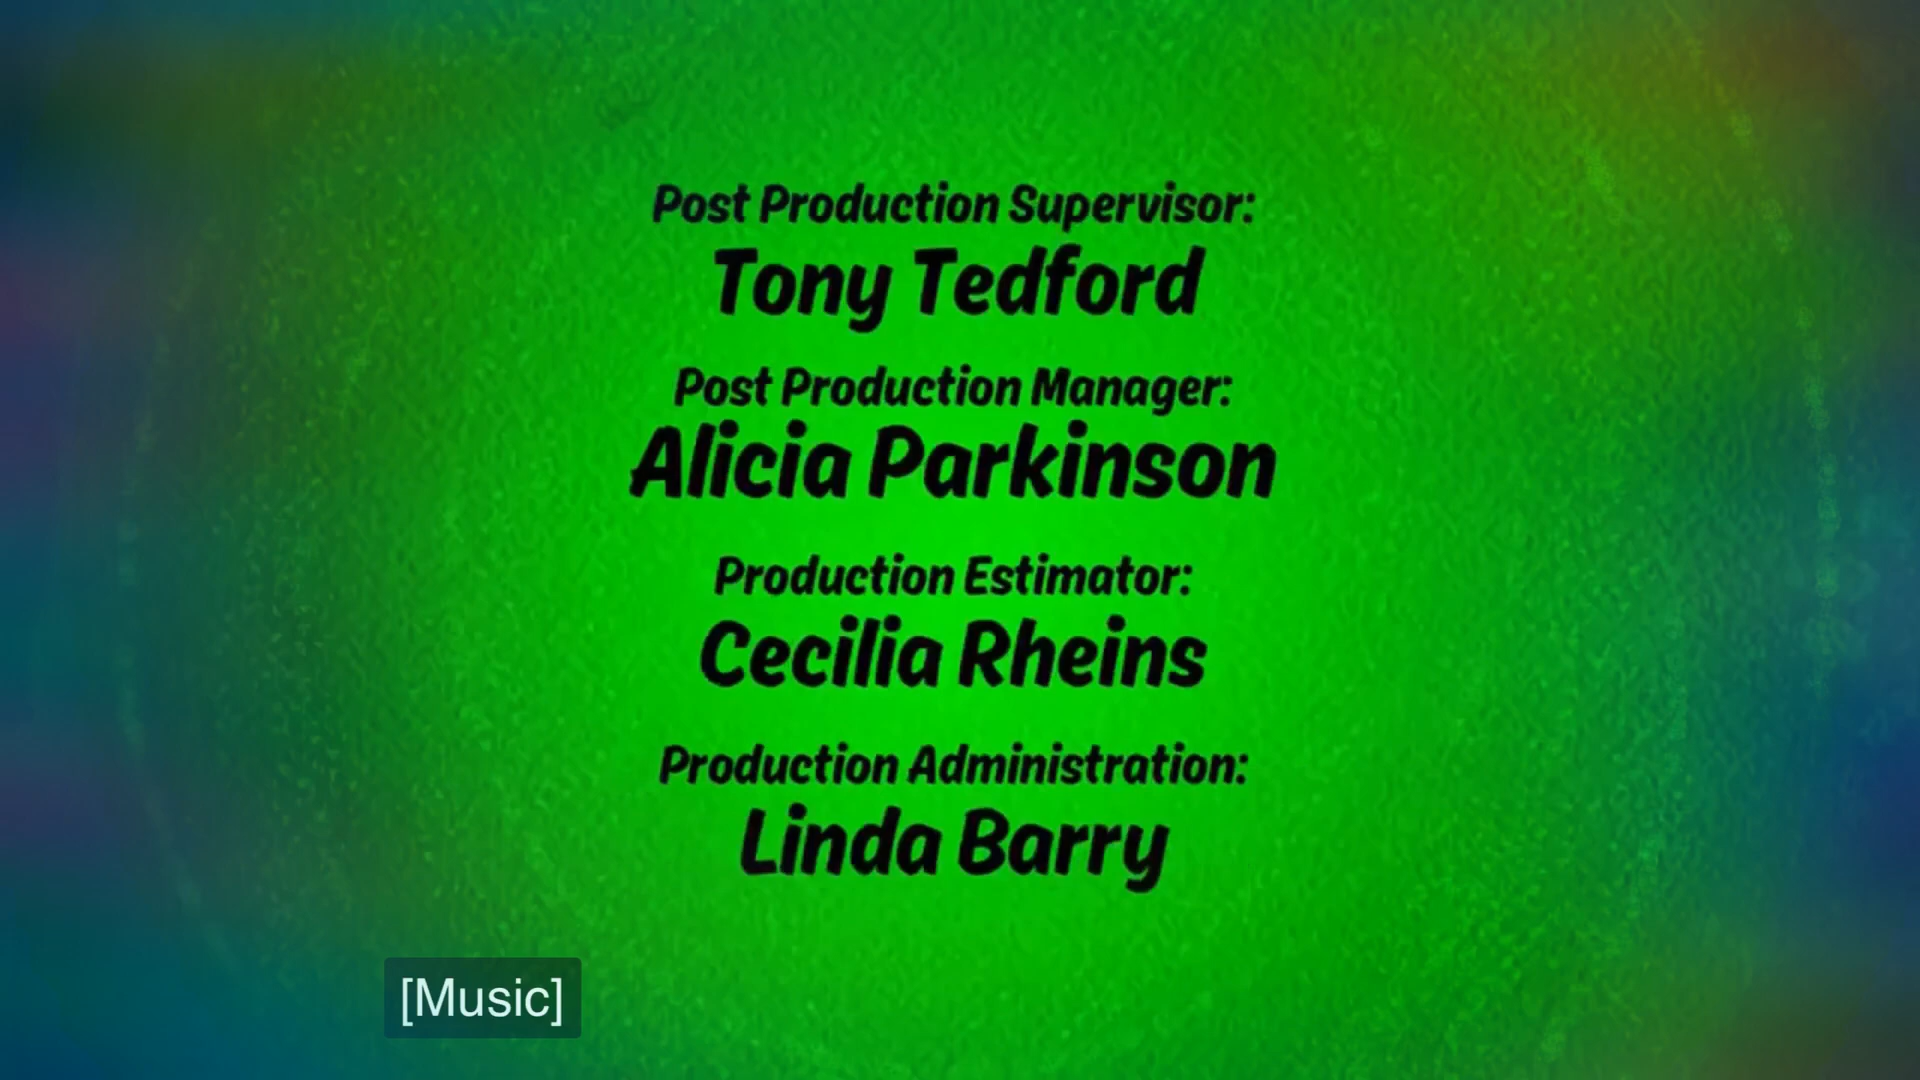 Post Production Supervisor:
Tony Tedford
Post Production Manager:
Alicia Parkinson
Production Estimator:
Cecilia Rheins
Production Administration:
Linda Barry
[Music]